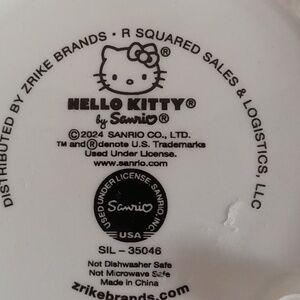 DISTRIBUTED BY ZRIKE BRANDS • R SQUARED SALES & LOGISTICS, LLC
HELLO KITTY®
by Sanrio®
©2024 SANRIO CO., LTD.
TM and ® denote U.S. Trademarks
Used Under License.
www.sanrio.com
USED UNDER LICENSE SANRIO, INC.
Sanrio
USA
SIL - 35046
Not Dishwasher Safe
Not Microwave Safe
Made in China
zrikebrands.com